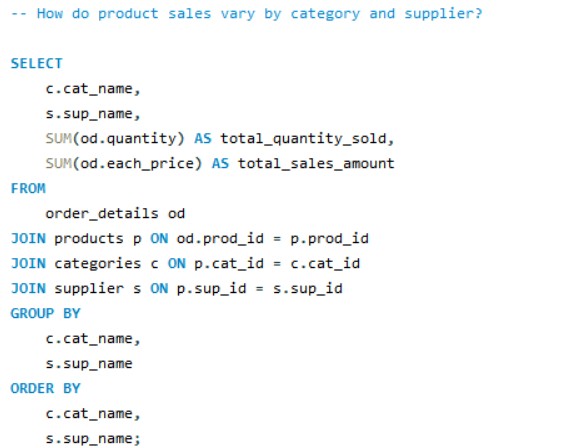 -- How do product sales vary by category and supplier?
SELECT
c.cat_name,
s.sup_name,
SUM(od.quantity) AS total_quantity_sold,
SUM(od.each_price) AS total_sales_amount
FROM
order_details od
JOIN products p ON od.prod_id = p.prod_id
JOIN categories c ON p.cat_id = c.cat_id
JOIN supplier s ON p.sup_id = s.sup_id
GROUP BY
c.cat_name,
s.sup_name
ORDER BY
c.cat_name,
s.sup_name;